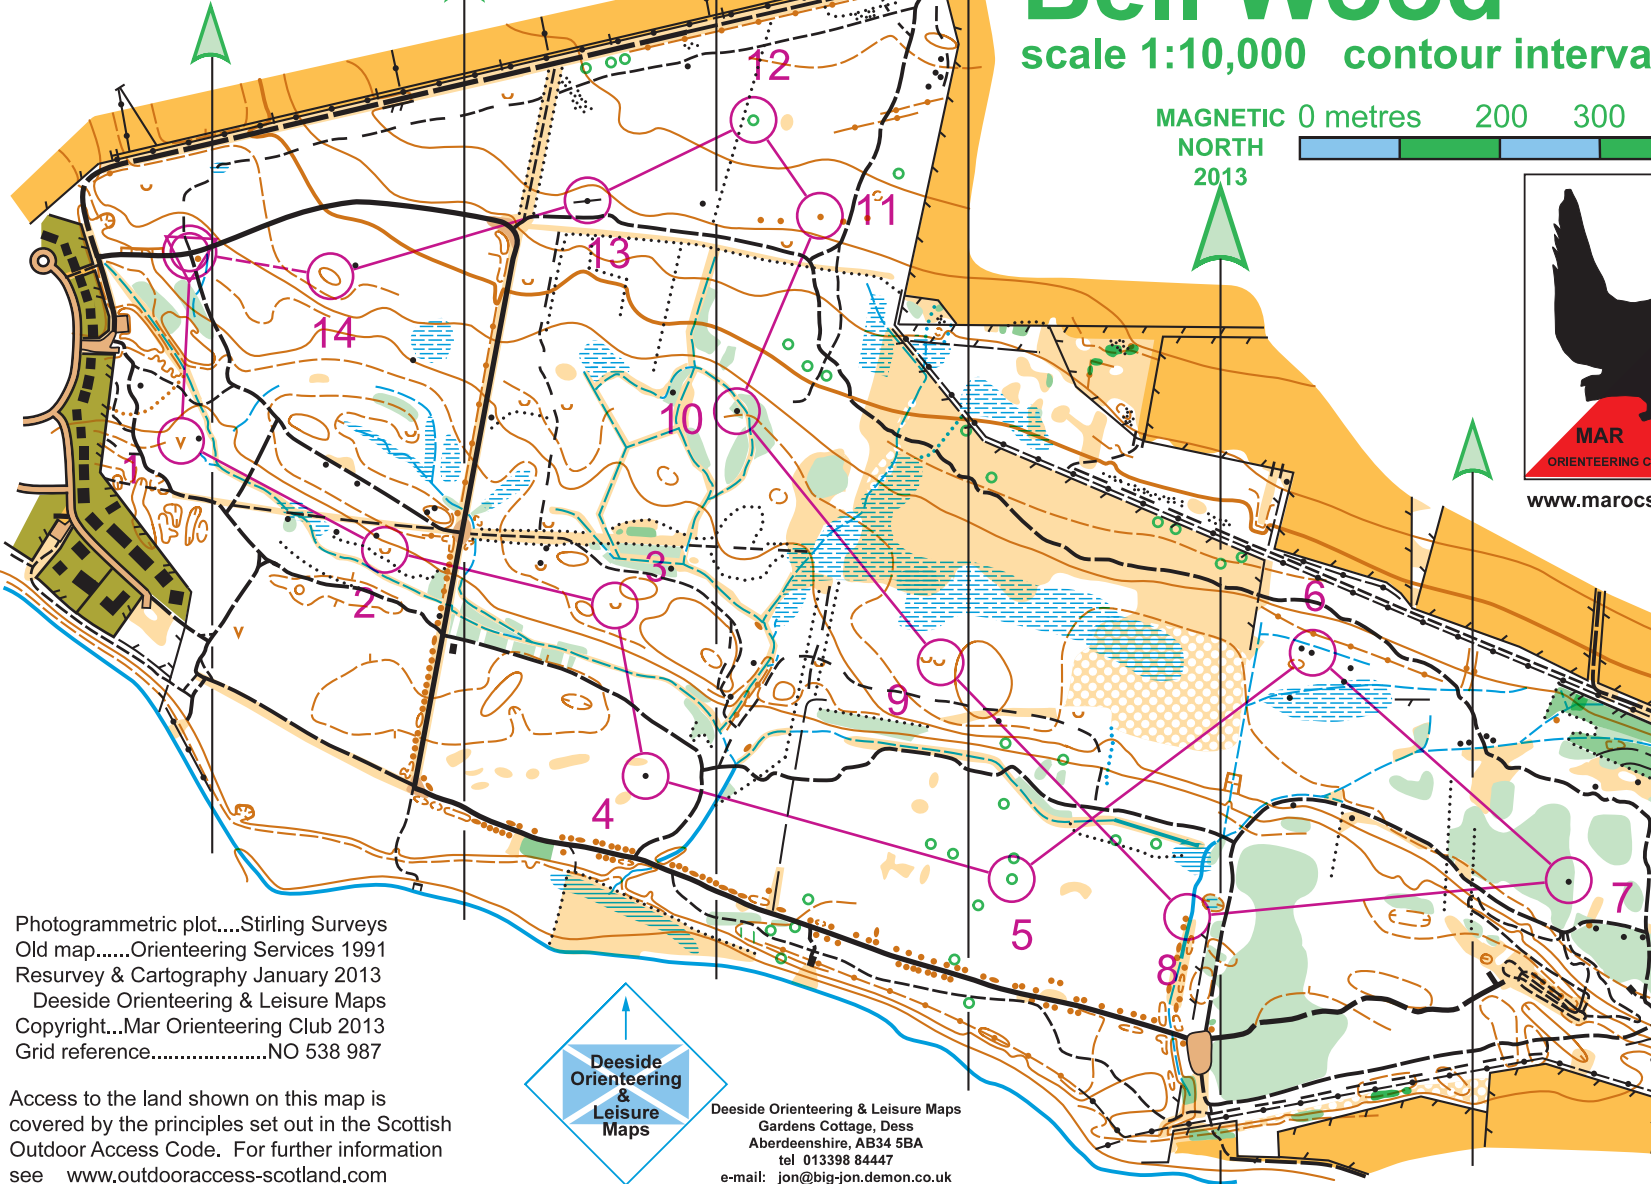 Bell Wood
scale 1:10,000 contour interva
MAGNETIC
NORTH
2013
0 metres 200 300
12
11
13
14
10
1
3
2
6
9
4
5
7
8
MAR
ORIENTEERING C
www.marocs
Photogrammetric plot....Stirling Surveys
Old map......Orienteering Services 1991
Resurvey & Cartography January 2013
Deeside Orienteering & Leisure Maps
Copyright...Mar Orienteering Club 2013
Grid reference....................NO 538 987
Access to the land shown on this map is
covered by the principles set out in the Scottish
Outdoor Access Code. For further information
see www.outdooraccess-scotland.com
Deeside
Orienteering
&
Leisure
Maps
Deeside Orienteering & Leisure Maps
Gardens Cottage, Dess
Aberdeenshire, AB34 5BA
tel 013398 84447
e-mail: jon@big-jon.demon.co.uk